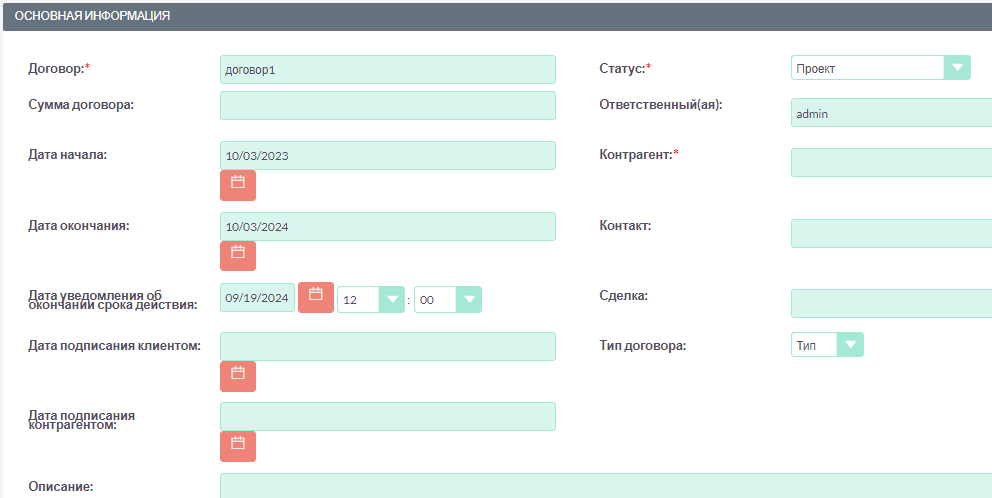 ОСНОВНАЯ ИНФОРМАЦИЯ
Договор:* договор1 Статус:* Проект
Сумма договора: Ответственный(ая): admin
Дата начала: 10/03/2023 Контрагент:*
Дата окончания: 10/03/2024 Контакт:
Дата уведомления об
окончании срока действия: 09/19/2024 12 : 00 Сделка:
Дата подписания клиентом: Тип договора: Тип
Дата подписания
контрагентом:
Описание: